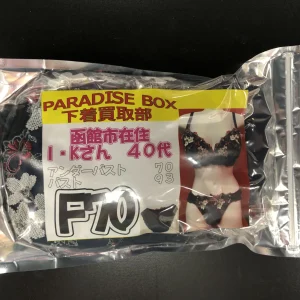 PARADISE BOX
下着買取部
函館市在住
I・Kさん 40代
アンダーバスト 70
バスト 93